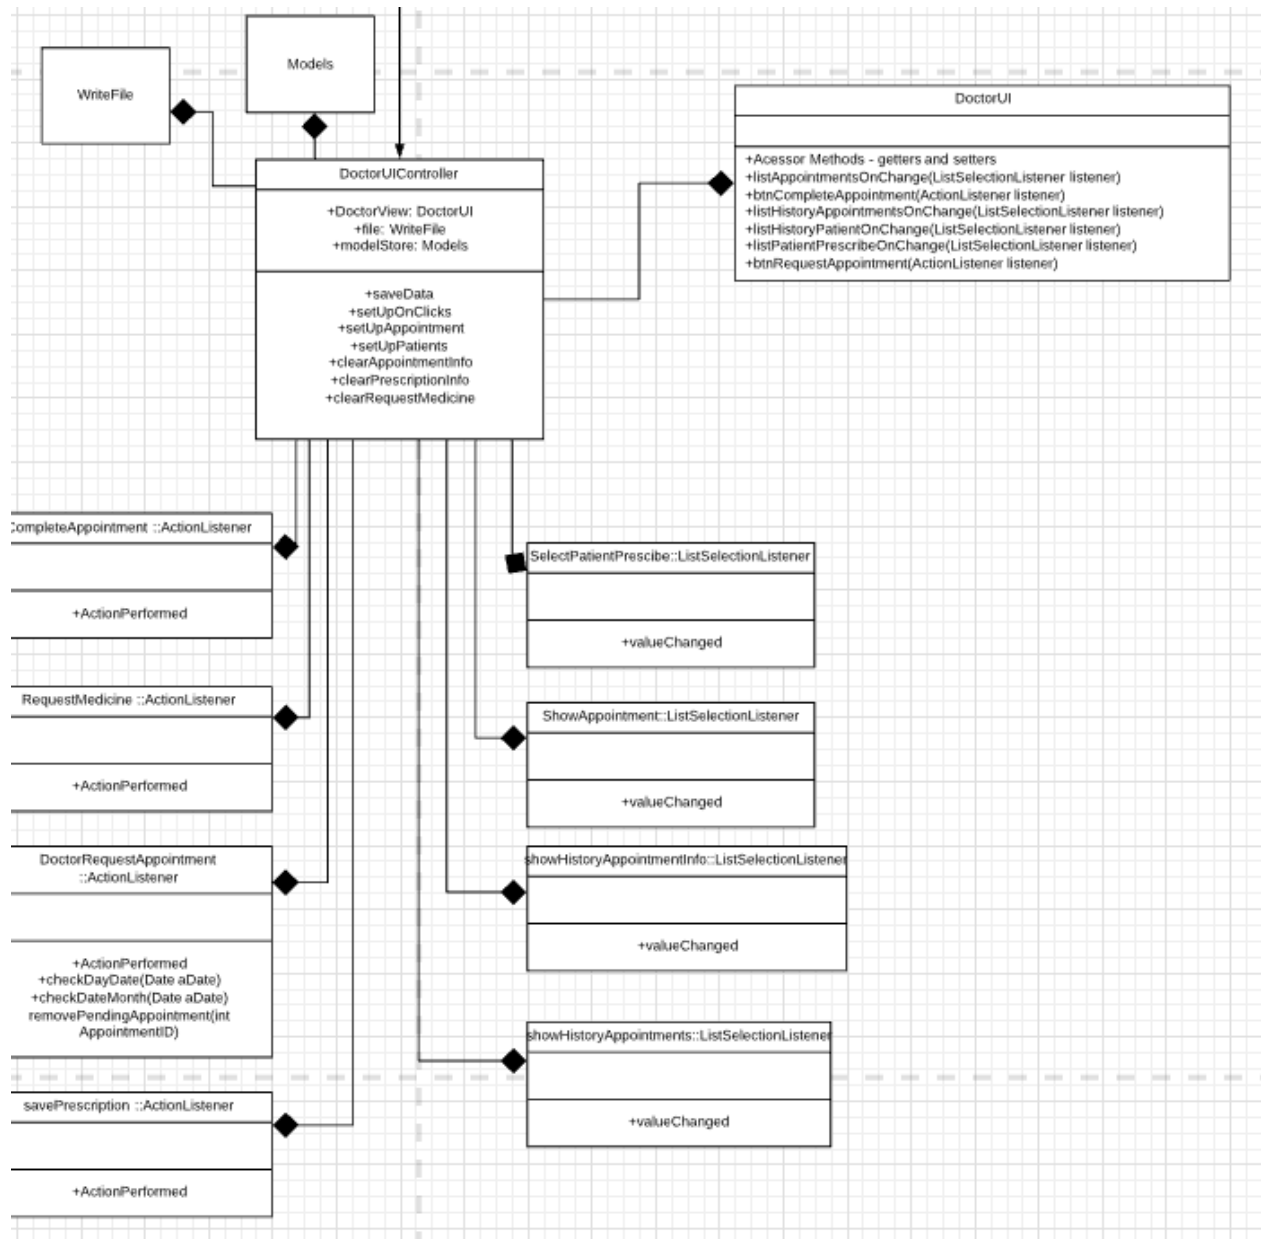 WriteFile
Models
DoctorUI
+Acessor Methods - getters and setters
+listAppointmentsOnChange(ListSelectionListener listener)
+btnCompleteAppointment(ActionListener listener)
+listHistoryAppointmentsOnChange(ListSelectionListener listener)
+listHistoryPatientOnChange(ListSelectionListener listener)
+listPatientPrescribeOnChange(ListSelectionListener listener)
+btnRequestAppointment(ActionListener listener)
DoctorUIController
+DoctorView: DoctorUI
+file: WriteFile
+modelStore: Models
+saveData
+setUpOnClicks
+setUpAppointment
+setUpPatients
+clearAppointmentInfo
+clearPrescriptionInfo
+clearRequestMedicine
CompleteAppointment ::ActionListener
+ActionPerformed
RequestMedicine ::ActionListener
+ActionPerformed
DoctorRequestAppointment
::ActionListener
+ActionPerformed
+checkDayDate(Date aDate)
+checkDateMonth(Date aDate)
removePendingAppointment(int
AppointmentID)
savePrescription ::ActionListener
+ActionPerformed
SelectPatientPrescibe::ListSelectionListener
+valueChanged
ShowAppointment::ListSelectionListener
+valueChanged
showHistoryAppointmentInfo::ListSelectionListener
+valueChanged
showHistoryAppointments::ListSelectionListener
+valueChanged